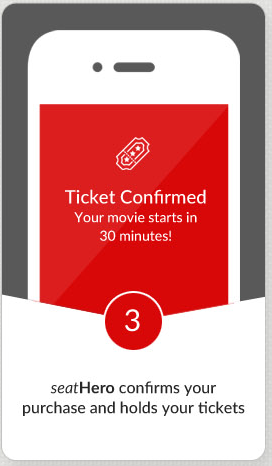 Ticket Confirmed
Your movie starts in
30 minutes!
3
seatHero confirms your
purchase and holds your tickets